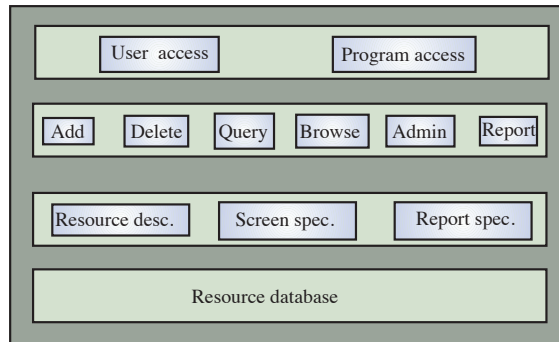 User access Program access
Add Delete Query Browse Admin Report
Resource desc. Screen spec. Report spec.
Resource database